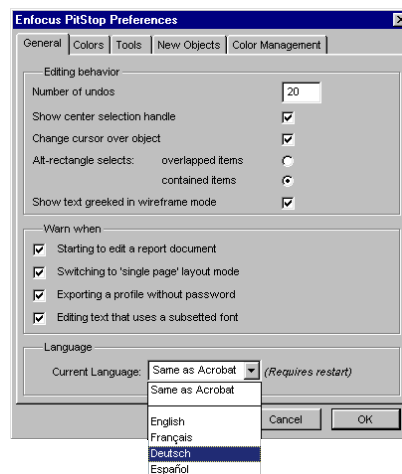 Enfocus PitStop Preferences
General Colors Tools New Objects Color Management
Editing behavior
Number of undos 20
Show center selection handle
Change cursor over object
Alt-rectangle selects: overlapped items
contained items
Show text greeked in wireframe mode
Warn when
Starting to edit a report document
Switching to 'single page' layout mode
Exporting a profile without password
Editing text that uses a subsetted font
Language
Current Language: Same as Acrobat (Requires restart)
Same as Acrobat
English
Cancel OK
Français
Deutsch
Español